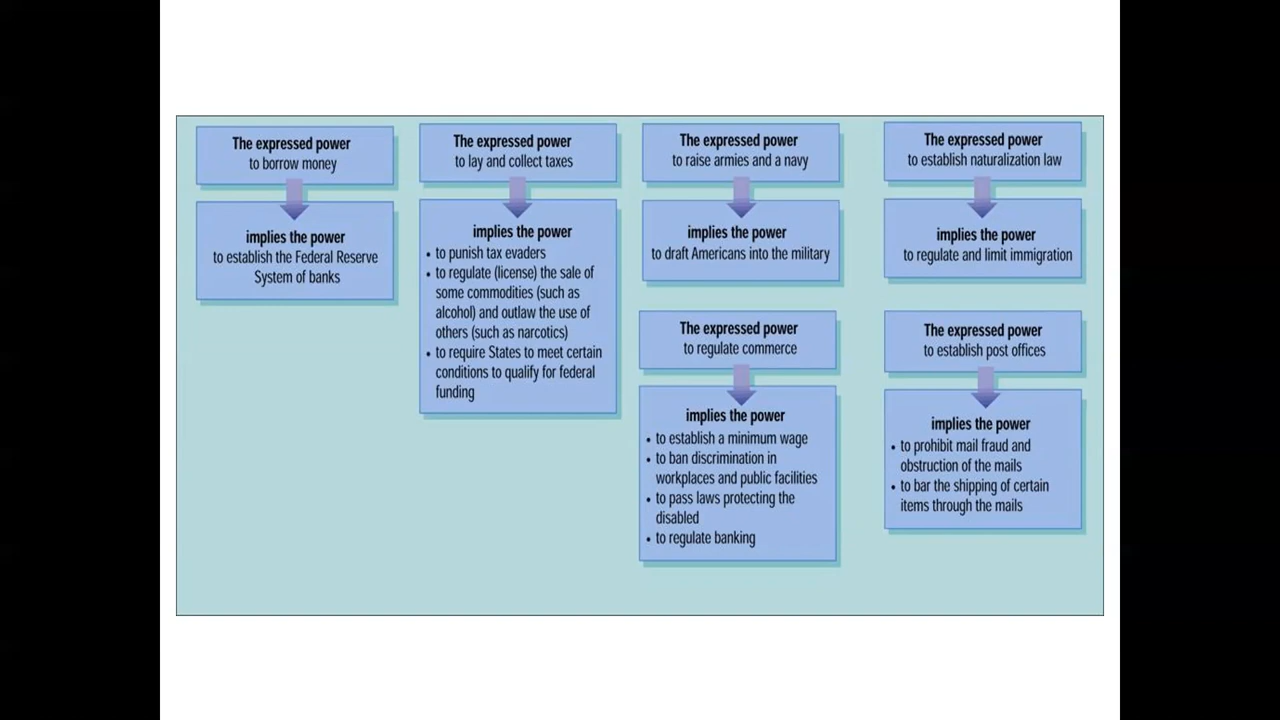 The expressed power
to borrow money
implies the power
to establish the Federal Reserve
System of banks
The expressed power
to lay and collect taxes
implies the power
• to punish tax evaders
• to regulate (license) the sale of
some commodities (such as
alcohol) and outlaw the use of
others (such as narcotics)
• to require States to meet certain
conditions to qualify for federal
funding
The expressed power
to raise armies and a navy
implies the power
to draft Americans into the military
The expressed power
to regulate commerce
implies the power
• to establish a minimum wage
• to ban discrimination in
workplaces and public facilities
• to pass laws protecting the
disabled
• to regulate banking
The expressed power
to establish naturalization law
implies the power
to regulate and limit immigration
The expressed power
to establish post offices
implies the power
• to prohibit mail fraud and
obstruction of the mails
• to bar the shipping of certain
items through the mails